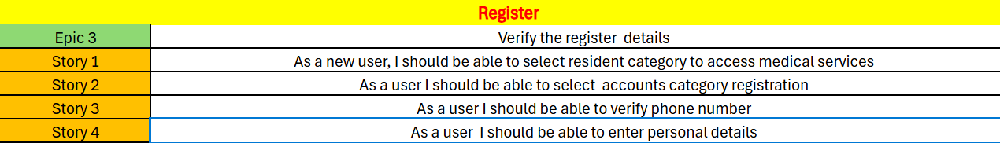 Register
Epic 3 Verify the register  details
Story 1 As a new user, I should be able to select resident category to access medical services
Story 2 As a user I should be able to select  accounts category registration
Story 3 As a user I should be able to verify phone number
Story 4 As a user  I should be able to enter personal details